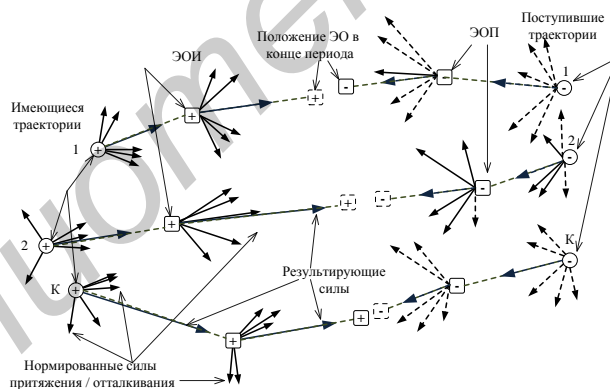 Положение ЭО в
конце периода
ЭОП
Поступившие
траектории
ЭОИ
Имеющиеся
траектории
1
1
2
2
К
К
Результирующие
силы
Нормированные силы
притяжения / отталкивания
+
+
+
-
-
-
+
+
+
-
-
-
+
+
+
-
-
-